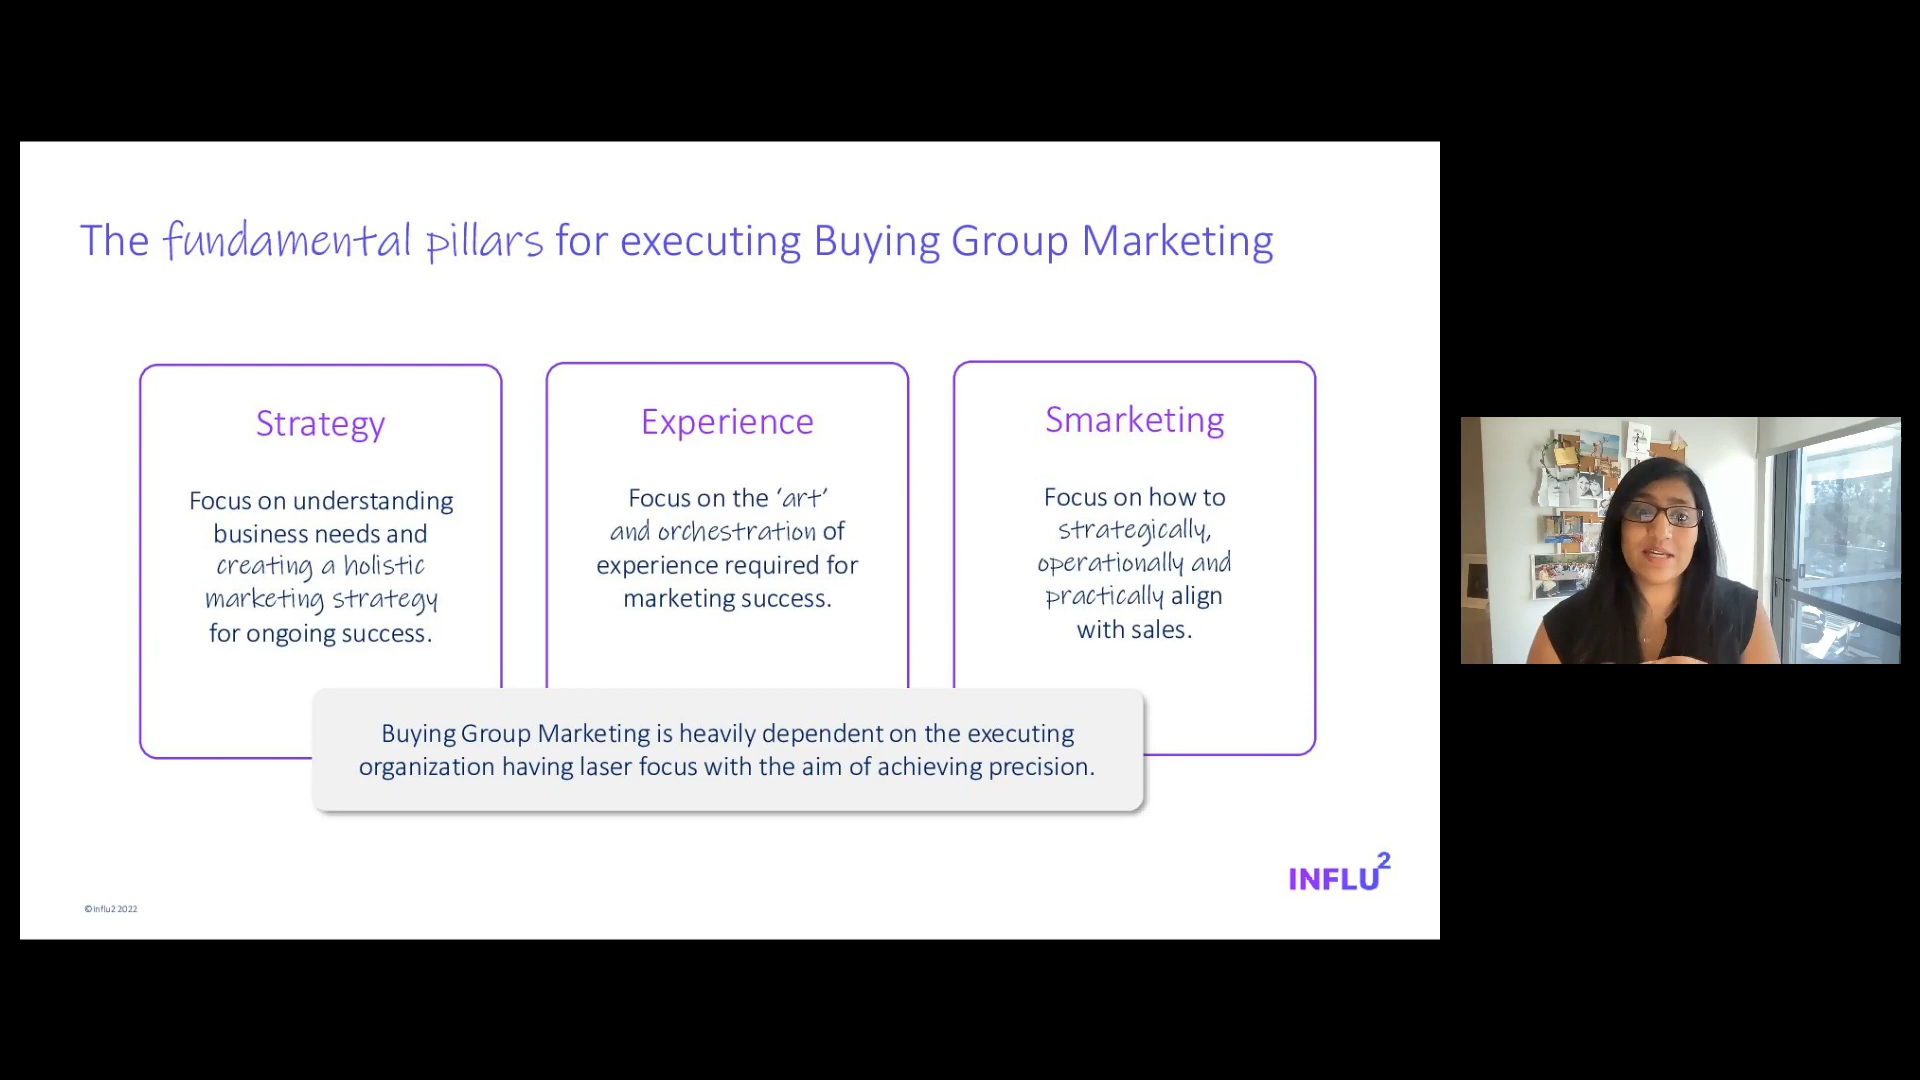 The fundamental pillars for executing Buying Group Marketing
Strategy
Focus on understanding
business needs and
creating a holistic
marketing strategy
for ongoing success.
Experience
Focus on the ‘art’
and orchestration of
experience required for
marketing success.
Smarketing
Focus on how to
strategically,
operationally and
practically align
with sales.
Buying Group Marketing is heavily dependent on the executing
organization having laser focus with the aim of achieving precision.
INFLU2
©Influ2 2022